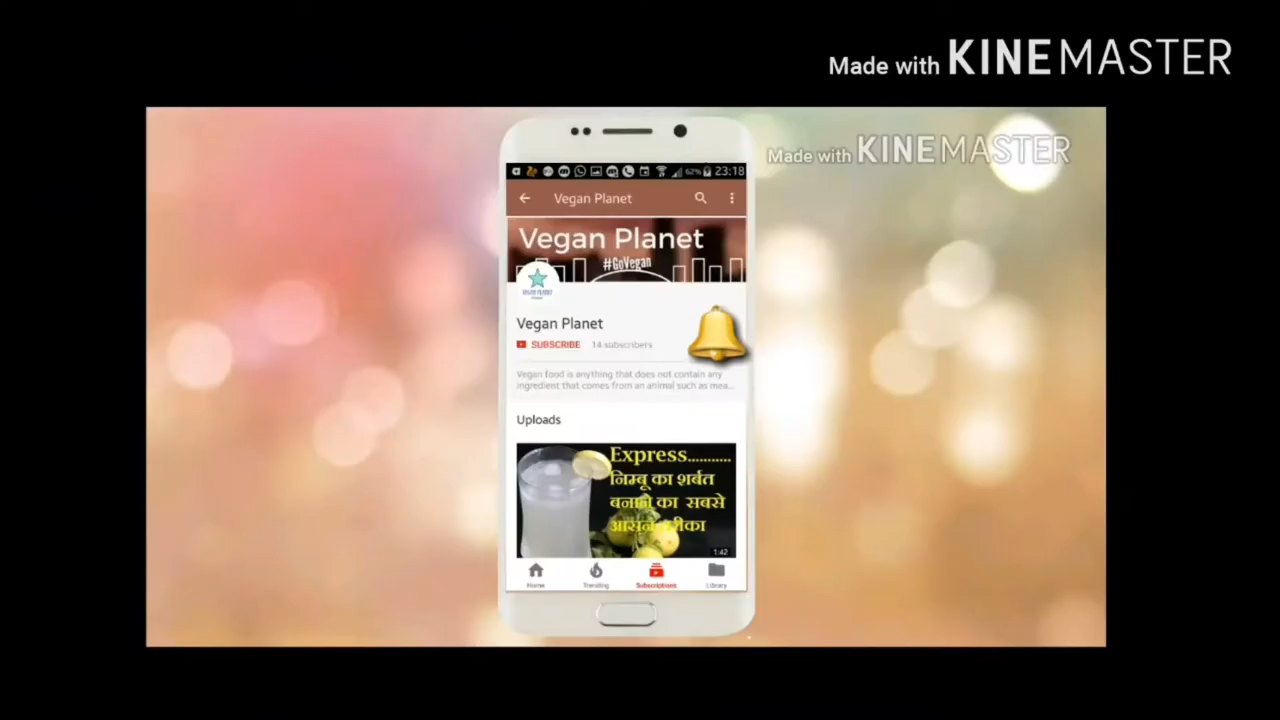 Made with KINEMASTER
Made with KINEMASTER
62% 23:18
Vegan Planet
Vegan Planet
#GoVegan
Vegan Planet
SUBSCRIBE 14 subscribers
Vegan food is anything that does not contain any
ingredient that comes from an animal such as mea...
Uploads
Express...........
निम्बू का शर्बत
बनाने का सबसे
आसान
1:42
Home Trending Subscriptions Library